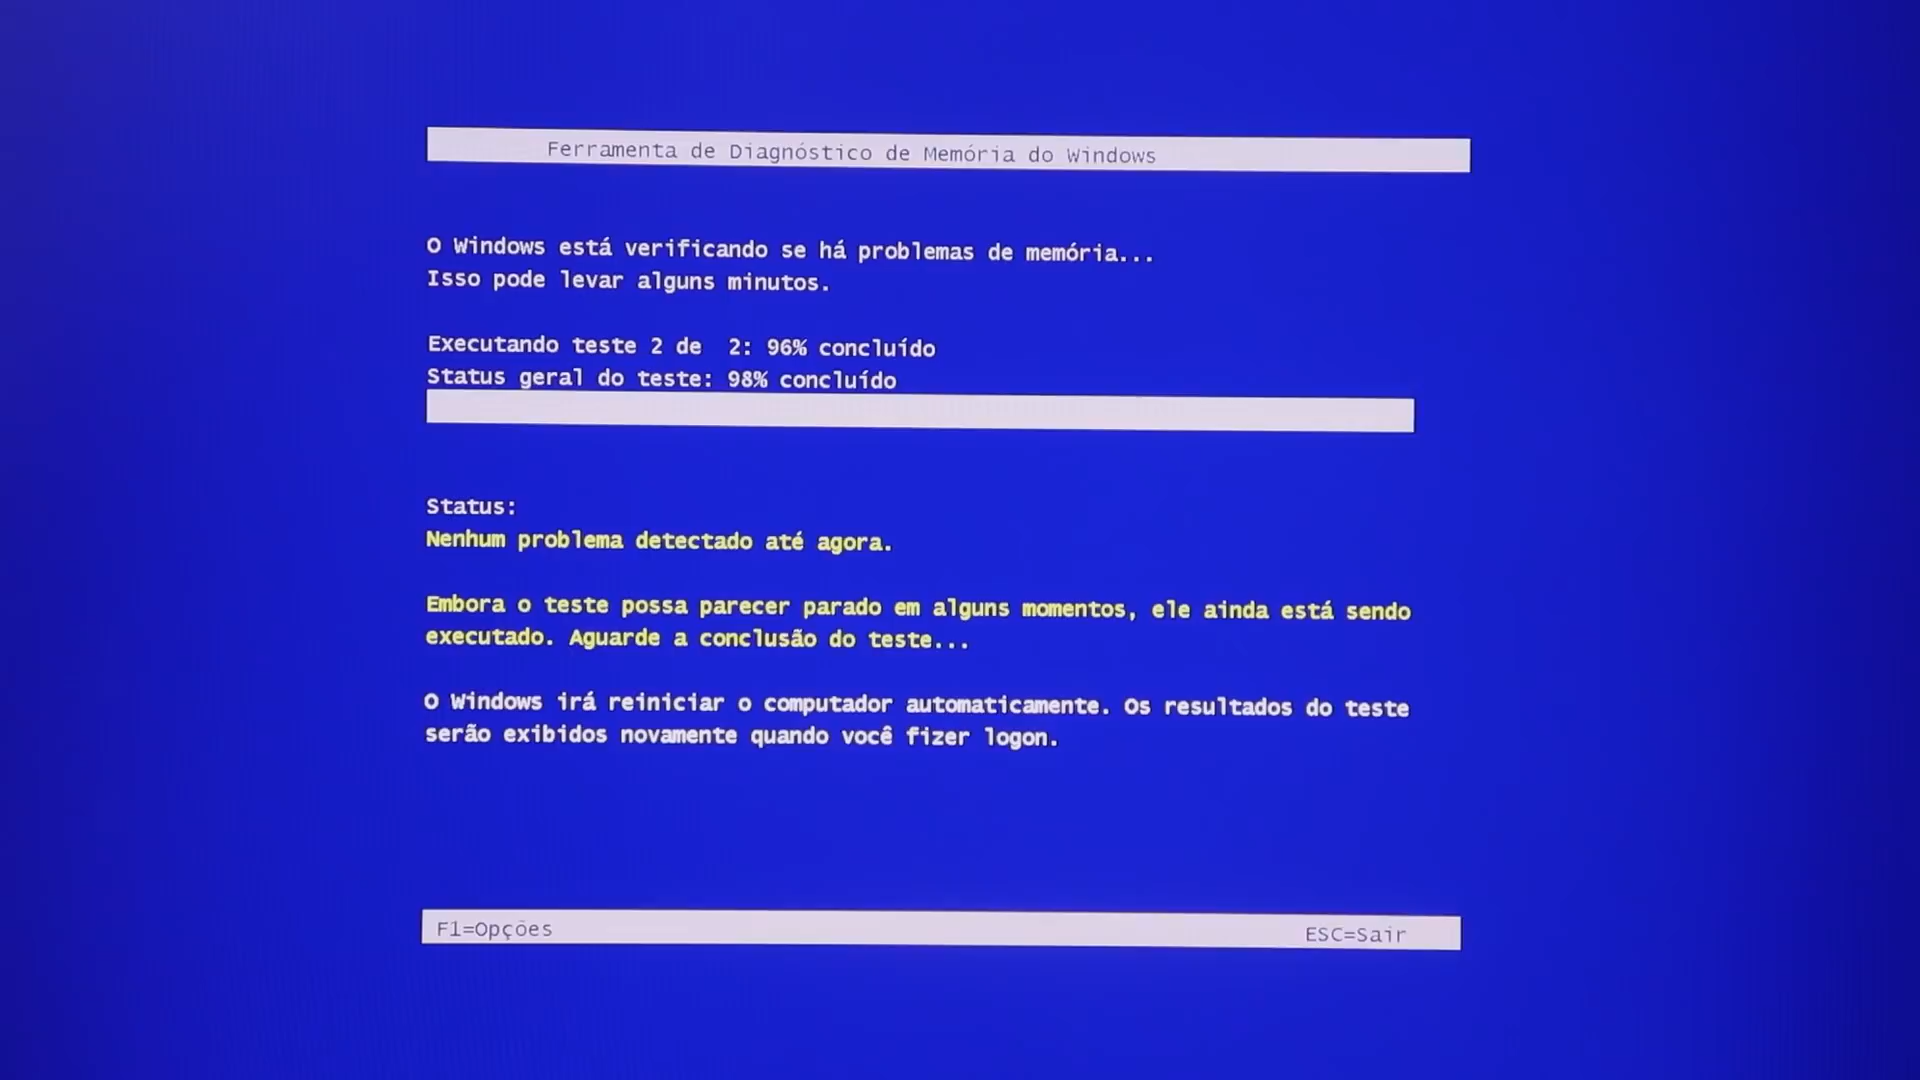 Ferramenta de Diagnóstico de Memória do Windows
O Windows está verificando se há problemas de memória...
Isso pode levar alguns minutos.
Executando teste 2 de  2: 96% concluído
Status geral do teste: 98% concluído
Status:
Nenhum problema detectado até agora.
Embora o teste possa parecer parado em alguns momentos, ele ainda está sendo
executado. Aguarde a conclusão do teste...
O Windows irá reiniciar o computador automaticamente. Os resultados do teste
serão exibidos novamente quando você fizer logon.
F1=Opções
ESC=Sair